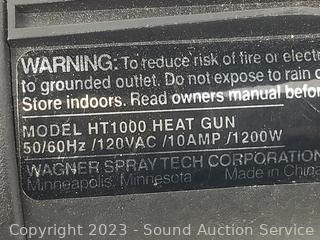 WARNING: To reduce risk of fire or electr
to grounded outlet. Do not expose to rain o
Store indoors. Read owners manual befor
MODEL HT1000 HEAT GUN
50/60Hz /120VAC /10AMP /1200W
WAGNER SPRAY TECH CORPORATION
Minneapolis, Minnesota Made in China
Copyright 2023 - Sound Auction Service